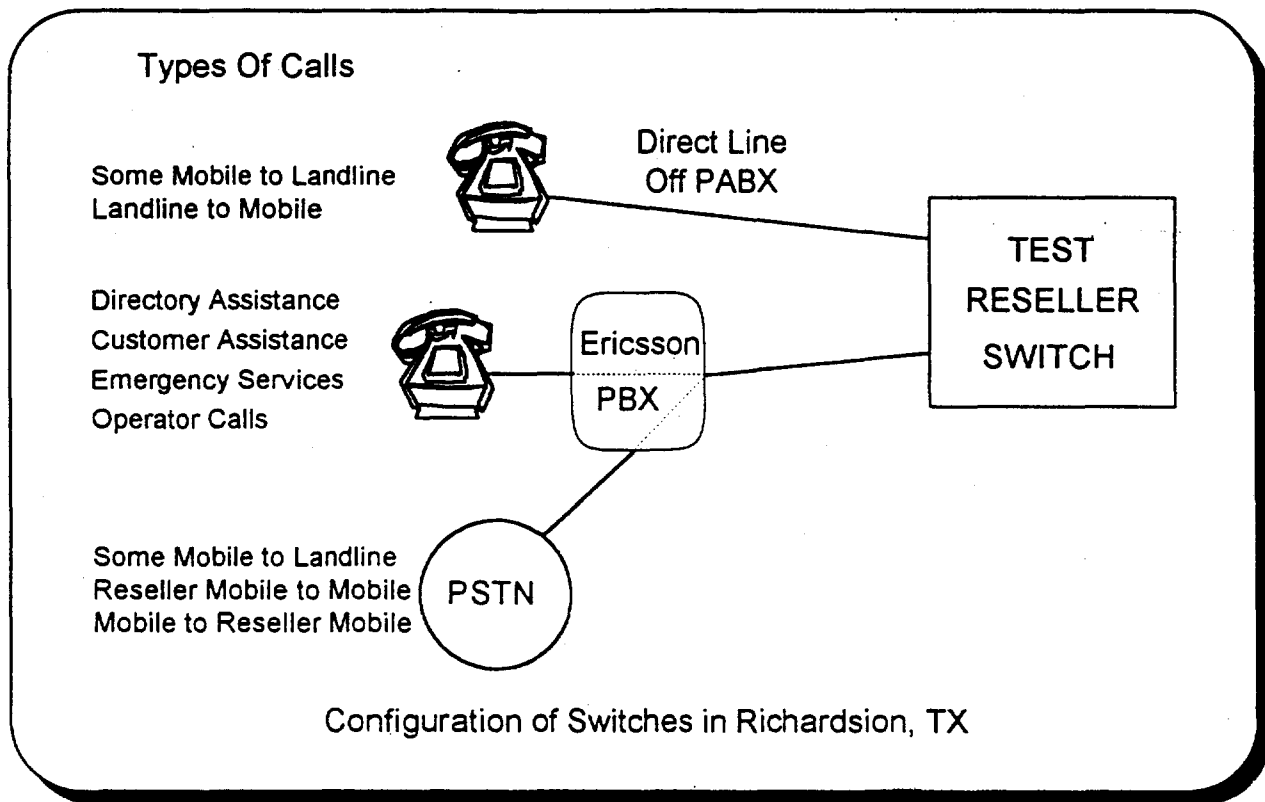 Types Of Calls
Some Mobile to Landline
Landline to Mobile
Direct Line
Off PABX
TEST
RESELLER
SWITCH
Directory Assistance
Customer Assistance
Emergency Services
Operator Calls
Ericsson
PBX
Some Mobile to Landline
Reseller Mobile to Mobile
Mobile to Reseller Mobile
PSTN
Configuration of Switches in Richardsion, TX